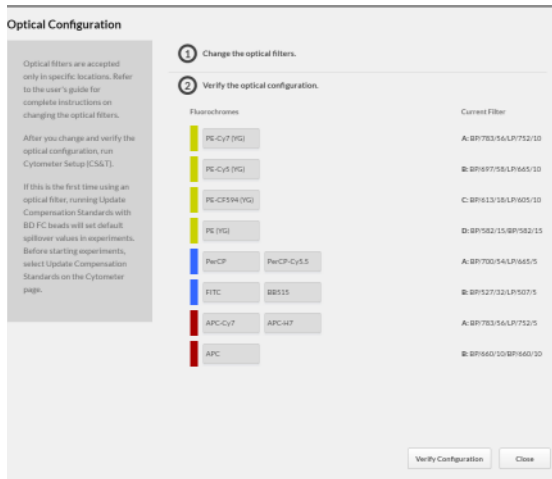 Optical Configuration
Optical filters are accepted
only in specific locations. Refer
to the user's guide for
complete instructions on
changing the optical filters.
After you change and verify the
optical configuration, run
Cytometer Setup (CS&T).
If this is the first time using an
optical filter, running Update
Compensation Standards with
BD FC beads will set default
spillover values in experiments.
Before starting experiments,
select Update Compensation
Standards on the Cytometer
page.
1 Change the optical filters.
2 Verify the optical configuration.
Fluorochromes Current Filter
PE-Cy7 (YG) A: BP/783/56/LP/752/10
PE-Cy5 (YG) B: BP/697/58/LP/665/10
PE-CF594 (YG) C: BP/613/18/LP/605/10
PE (YG) D: BP/582/15/BP/582/15
PerCP PerCP-Cy5.5 A: BP/700/54/LP/665/5
FITC BB515 B: BP/527/32/LP/507/5
APC-Cy7 APC-H7 A: BP/783/56/LP/752/5
APC B: BP/660/10/BP/660/10
Verify Configuration Close